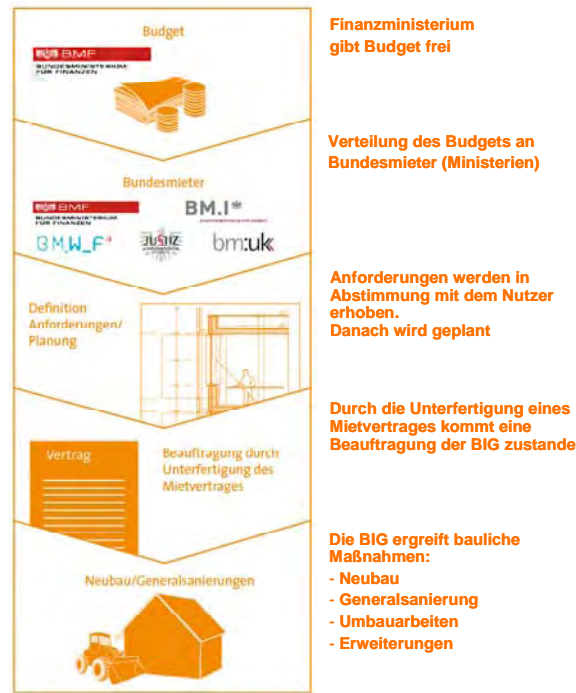 Budget
BMF
BUNDESMINISTERIUM
FÜR FINANZEN
Finanzministerium
gibt Budget frei
Verteilung des Budgets an
Bundesmieter (Ministerien)
Bundesmieter
BMF
BUNDESMINISTERIUM
FÜR FINANZEN
BM.I
BM.W_Fª
JUSTIZ
bm:uk
Definition
Anforderungen/
Planung
Anforderungen werden in
Abstimmung mit dem Nutzer
erhoben.
Danach wird geplant
Vertrag
Beauftragung durch
Unterfertigung des
Mietvertrages
Durch die Unterfertigung eines
Mietvertrages kommt eine
Beauftragung der BIG zustande
Neubau/Generalsanierungen
Die BIG ergreift bauliche
Maßnahmen:
- Neubau
- Generalsanierung
- Umbauarbeiten
- Erweiterungen